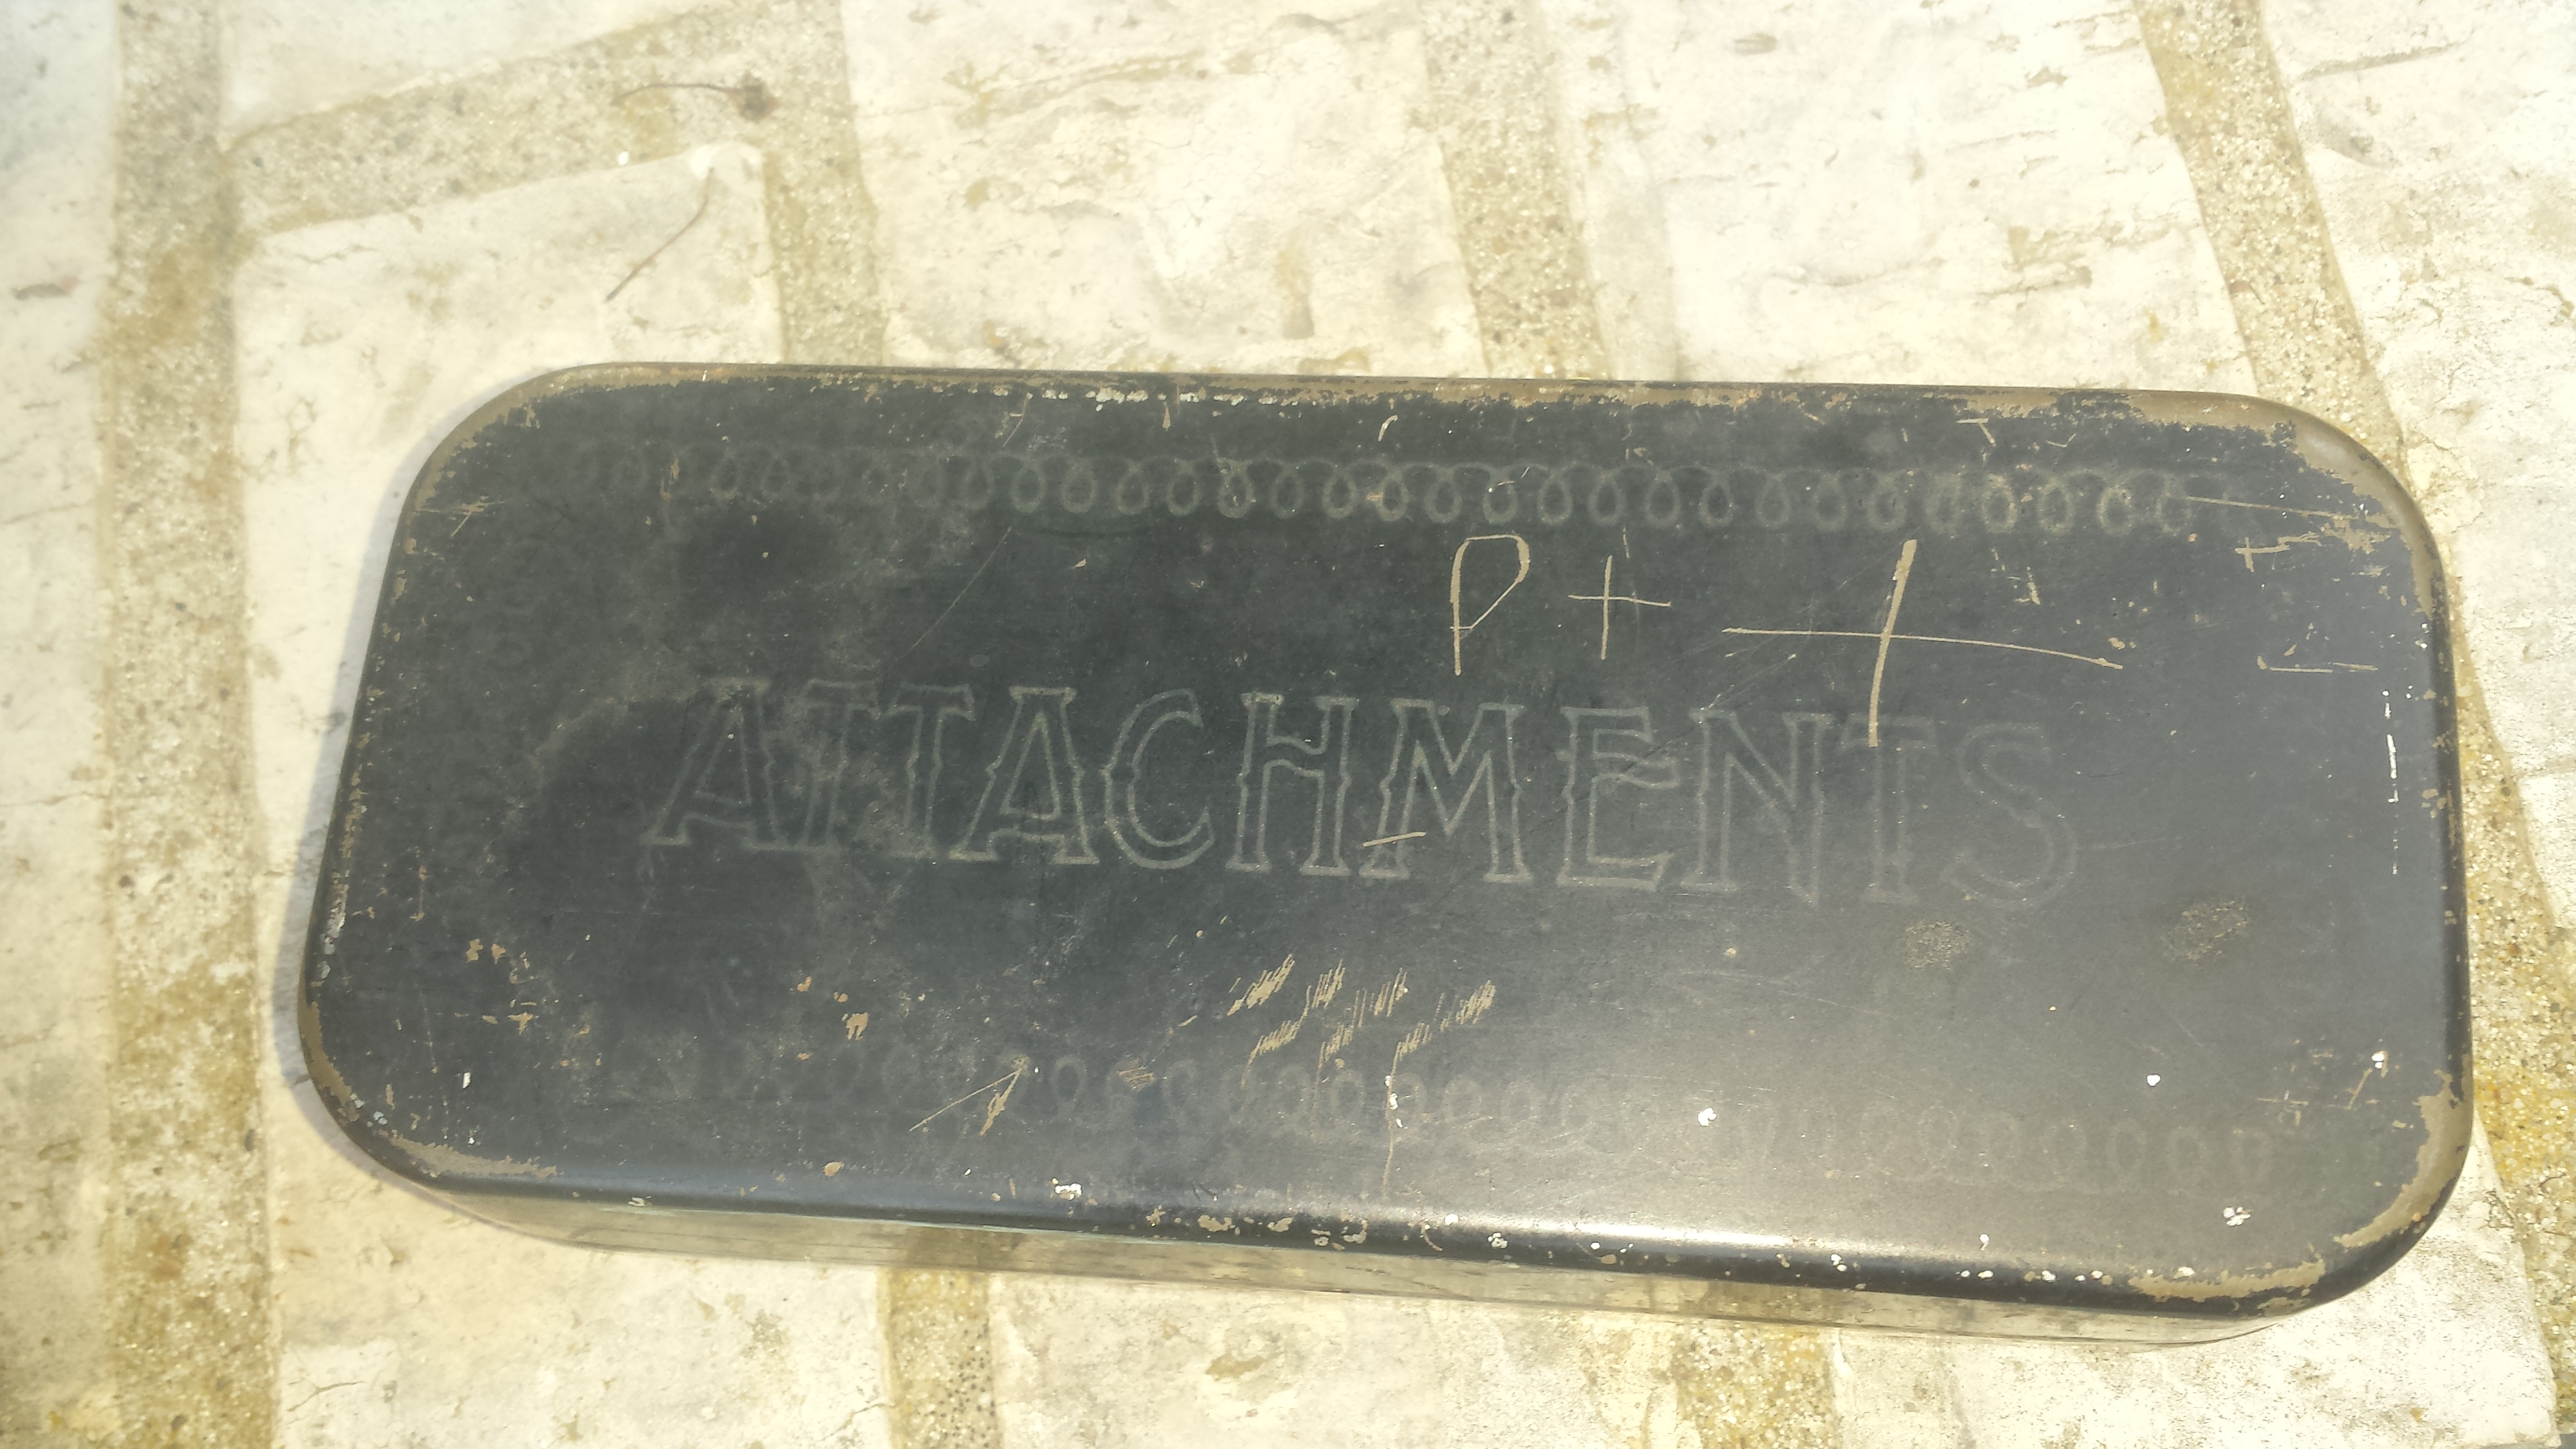 P + +
ATTACHMENTS